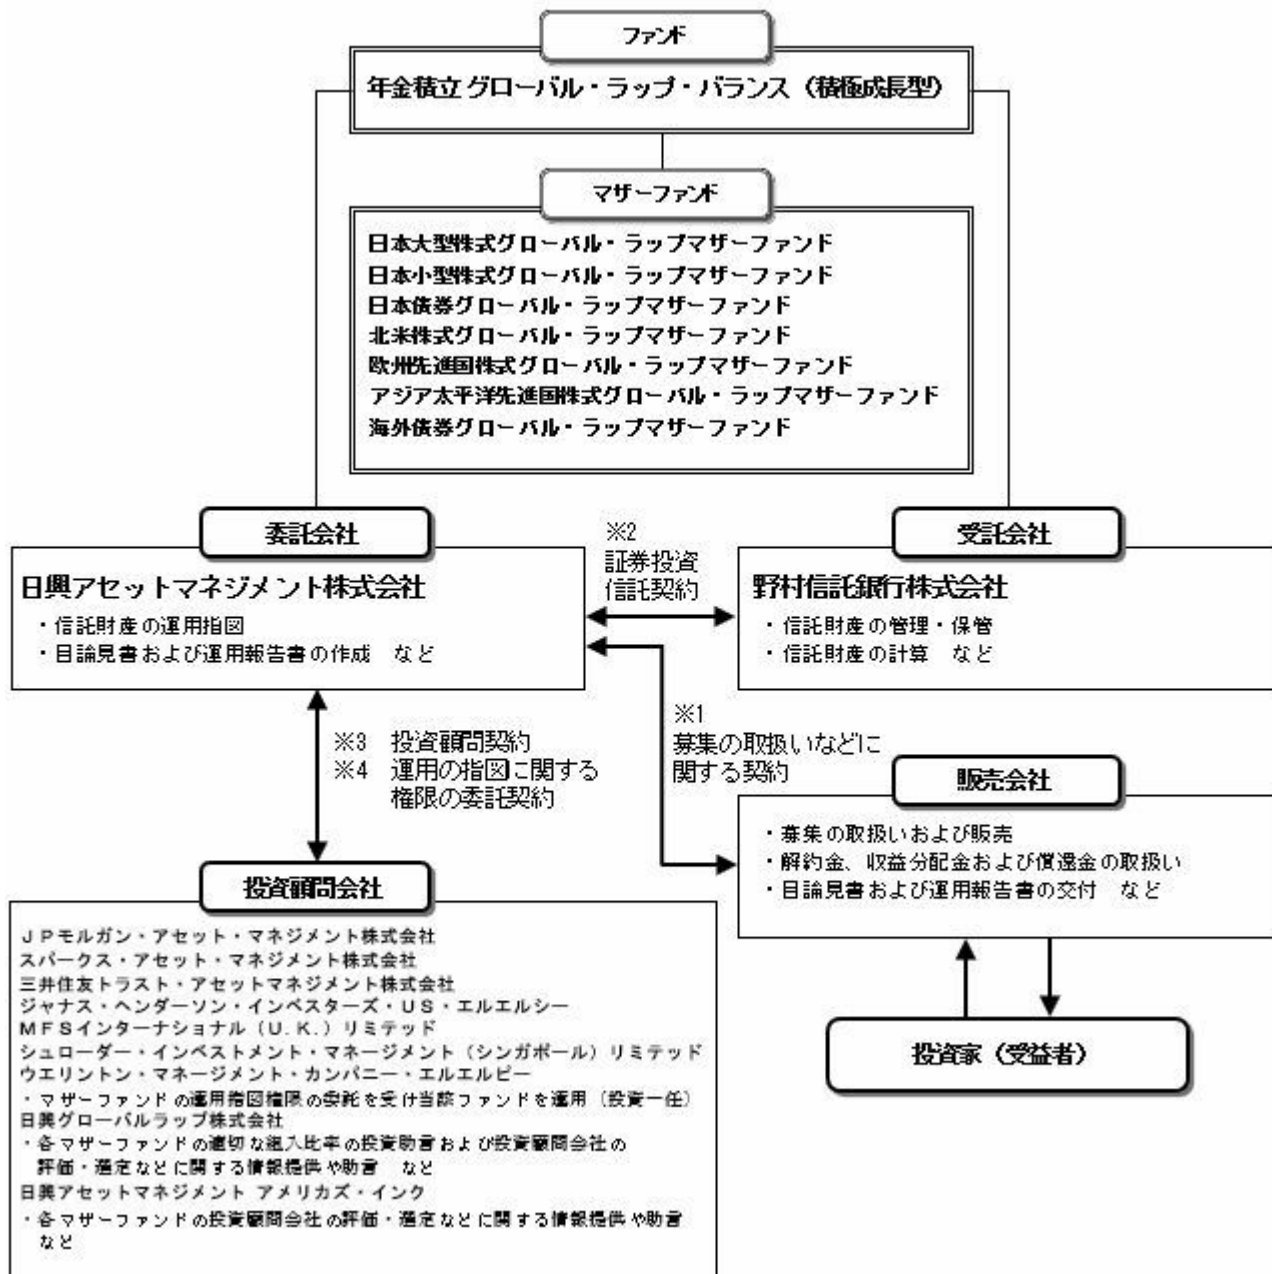 ファンド
年金積立 グローバル・ラップ・バランス（積極成長型）
マザーファンド
日本大型株式グローバル・ラップマザーファンド
日本小型株式グローバル・ラップマザーファンド
日本債券グローバル・ラップマザーファンド
北米株式グローバル・ラップマザーファンド
欧州先進国株式グローバル・ラップマザーファンド
アジア太平洋先進国株式グローバル・ラップマザーファンド
海外債券グローバル・ラップマザーファンド
委託会社
日興アセットマネジメント株式会社
・信託財産の運用指図
・目論見書および運用報告書の作成　など
※2
証券投資
信託契約
受託会社
野村信託銀行株式会社
・信託財産の管理・保管
・信託財産の計算　など
※3　投資顧問契約
※4　運用の指図に関する
権限の委託契約
※1
募集の取扱いなどに
関する契約
販売会社
・募集の取扱いおよび販売
・解約金、収益分配金および償還金の取扱い
・目論見書および運用報告書の交付　など
投資家（受益者）
投資顧問会社
ＪＰモルガン・アセット・マネジメント株式会社
スパークス・アセット・マネジメント株式会社
三井住友トラスト・アセットマネジメント株式会社
ジャナス・ヘンダーソン・インベスターズ・ＵＳ・エルエルシー
ＭＦＳインターナショナル（Ｕ．Ｋ．）リミテッド
シュローダー・インベストメント・マネージメント（シンガポール）リミテッド
ウエリントン・マネージメント・カンパニー・エルエルピー
・マザーファンドの運用指図権限の委託を受け当該ファンドを運用（投資一任）
日興グローバルラップ株式会社
・各マザーファンドの適切な組入比率の投資助言および投資顧問会社の
評価・選定などに関する情報提供や助言　など
日興アセットマネジメント アメリカズ・インク
・各マザーファンドの投資顧問会社の評価・選定などに関する情報提供や助言
など